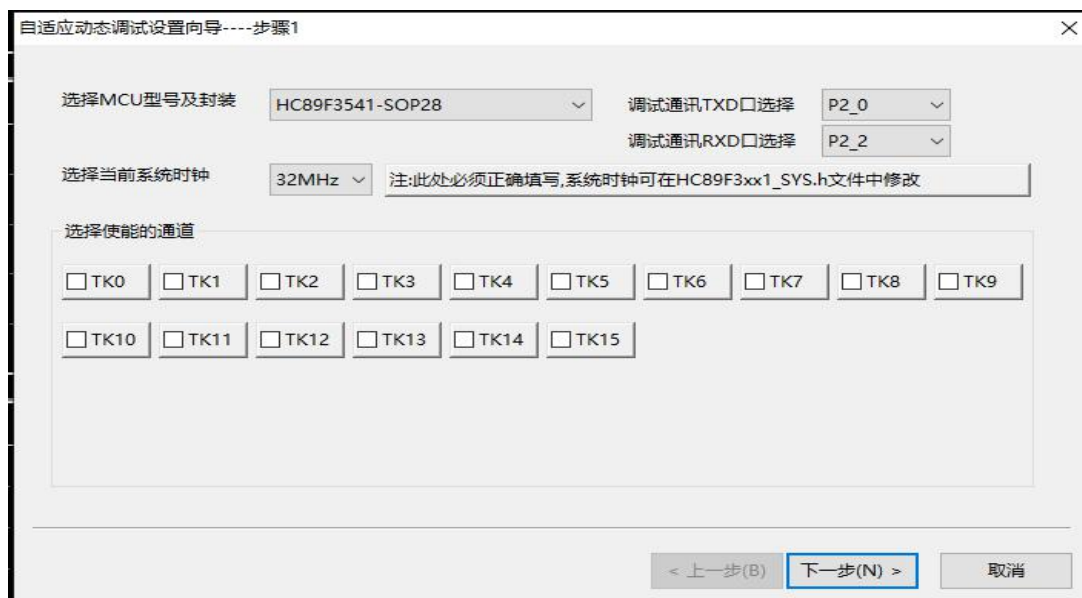 自适应动态调试设置向导----步骤1
选择MCU型号及封装
HC89F3541-SOP28
调试通讯TXD口选择
P2_0
调试通讯RXD口选择
P2_2
选择当前系统时钟
32MHz
注:此处必须正确填写,系统时钟可在HC89F3xx1_SYS.h文件中修改
选择使能的通道
TK0 TK1 TK2 TK3 TK4 TK5 TK6 TK7 TK8 TK9
TK10 TK11 TK12 TK13 TK14 TK15
< 上一步(B) 下一步(N) > 取消